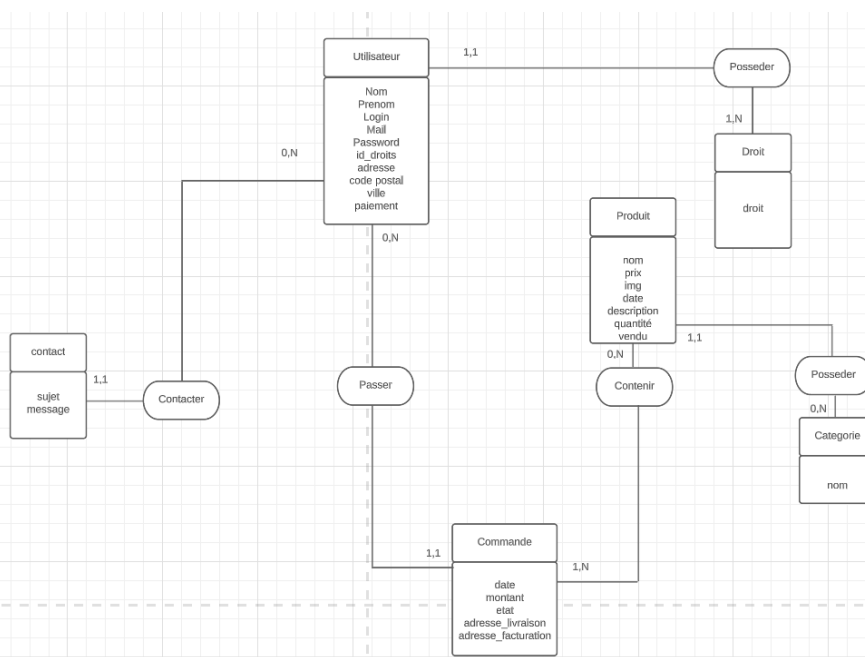 Utilisateur
Nom
Prenom
Login
Mail
Password
id_droits
adresse
code postal
ville
paiement
1,1
Posseder
1,N
Droit
droit
0,N
0,N
Produit
nom
prix
img
date
description
quantité
vendu
1,1
0,N
Posseder
0,N
Categorie
nom
contact
sujet
message
1,1
Contacter
Passer
Contenir
1,1
Commande
1,N
date
montant
etat
adresse_livraison
adresse_facturation